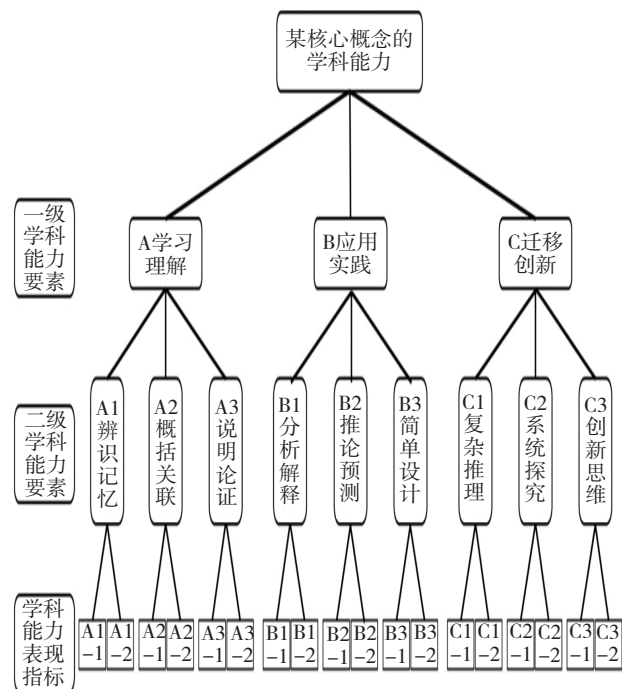 某核心概念的
学科能力
一级
学科
能力
要素
A学习
理解
B应用
实践
C迁移
创新
二级
学科
能力
要素
A1
辨识记忆
A2
概括关联
A3
说明论证
B1
分析解释
B2
推论预测
B3
简单设计
C1
复杂推理
C2
系统探究
C3
创新思维
学科
能力
表现
指标
A1
-1
A1
-2
A2
-1
A2
-2
A3
-1
A3
-2
B1
-1
B1
-2
B2
-1
B2
-2
B3
-1
B3
-2
C1
-1
C1
-2
C2
-1
C2
-2
C3
-1
C3
-2